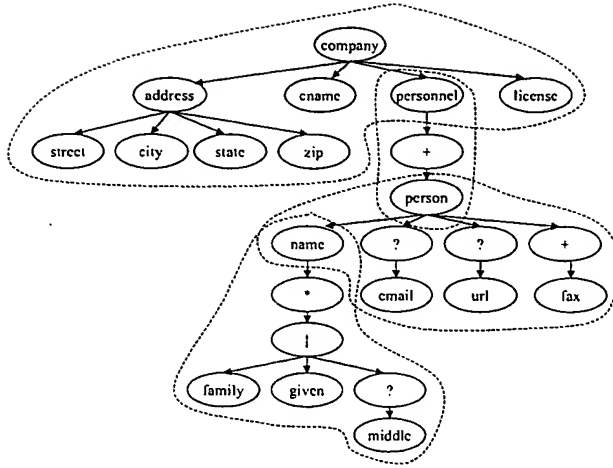 company
address cname personnel license
street city state zip +
person
name ? ? +
* email url fax
|
family given ?
middle